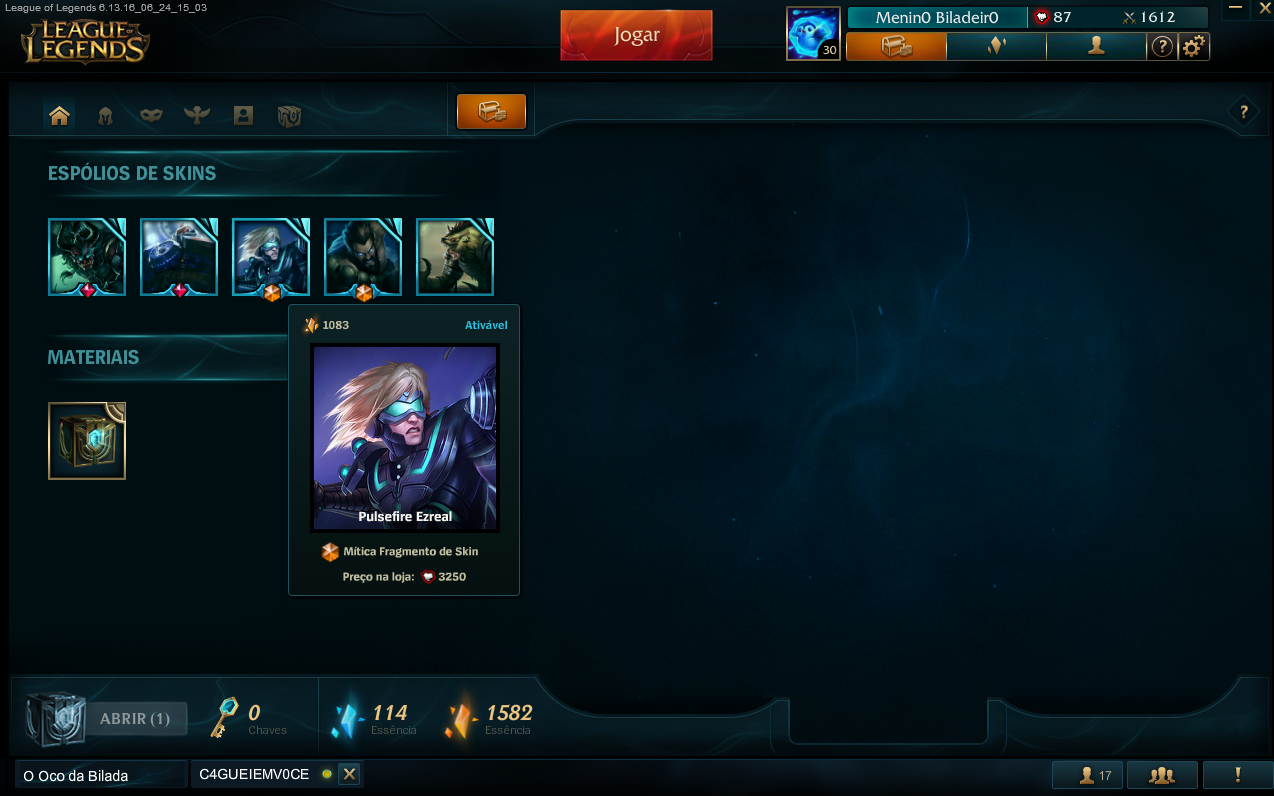 League of Legends 6.13.16_06_24_15_03
LEAGUE OF LEGENDS
Jogar
30
Menin0 Biladeir0
87
1612
?
?
ESPÓLIOS DE SKINS
1083
Ativável
Pulsefire Ezreal
Mítica Fragmento de Skin
Preço na loja: 3250
MATERIAIS
ABRIR (1)
0
Chaves
114
Essência
1582
Essência
O Oco da Bilada
C4GUEIEMV0CE
17
!